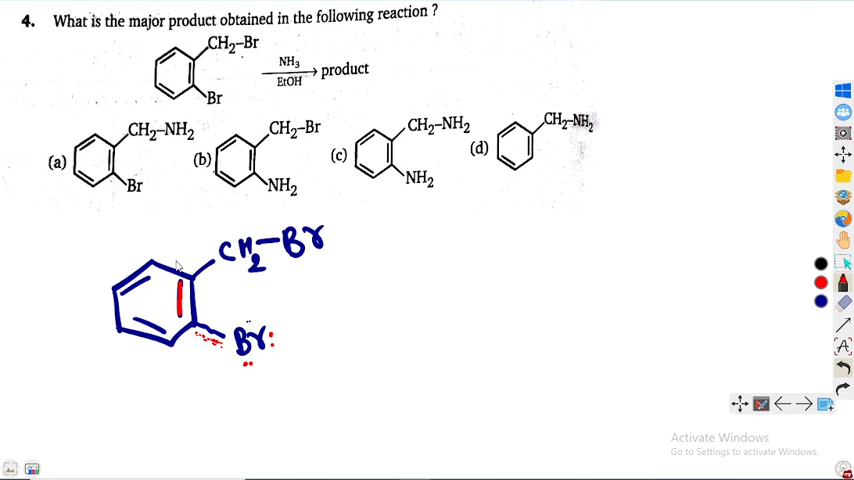 4. What is the major product obtained in the following reaction ?
CH2–Br
NH3
EtOH
product
Br
(a) CH2–NH2
Br
(b) CH2–Br
NH2
(c) CH2–NH2
NH2
(d) CH2–NH2
CH2–Br
Br:
Activate Windows
Go to Settings to activate Windows.